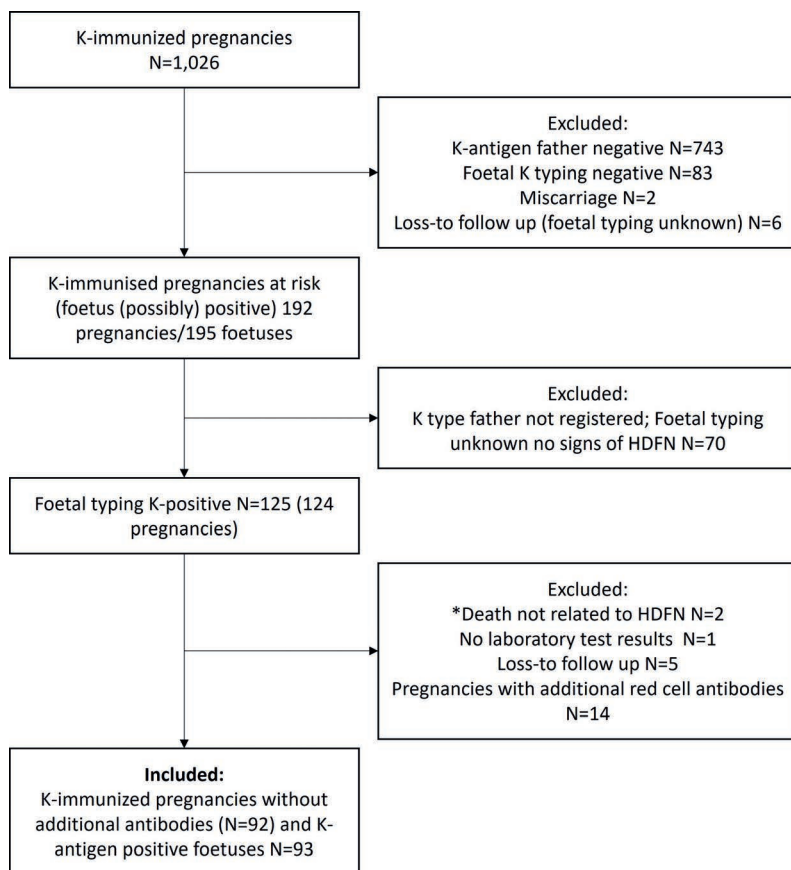 K-immunized pregnancies
N=1,026
Excluded:
K-antigen father negative N=743
Foetal K typing negative N=83
Miscarriage N=2
Loss-to follow up (foetal typing unknown) N=6
K-immunised pregnancies at risk
(foetus (possibly) positive) 192
pregnancies/195 foetuses
Excluded:
K type father not registered; Foetal typing
unknown no signs of HDFN N=70
Foetal typing K-positive N=125 (124
pregnancies)
Excluded:
*Death not related to HDFN N=2
No laboratory test results N=1
Loss-to follow up N=5
Pregnancies with additional red cell antibodies
N=14
Included:
K-immunized pregnancies without
additional antibodies (N=92) and K-
antigen positive foetuses N=93